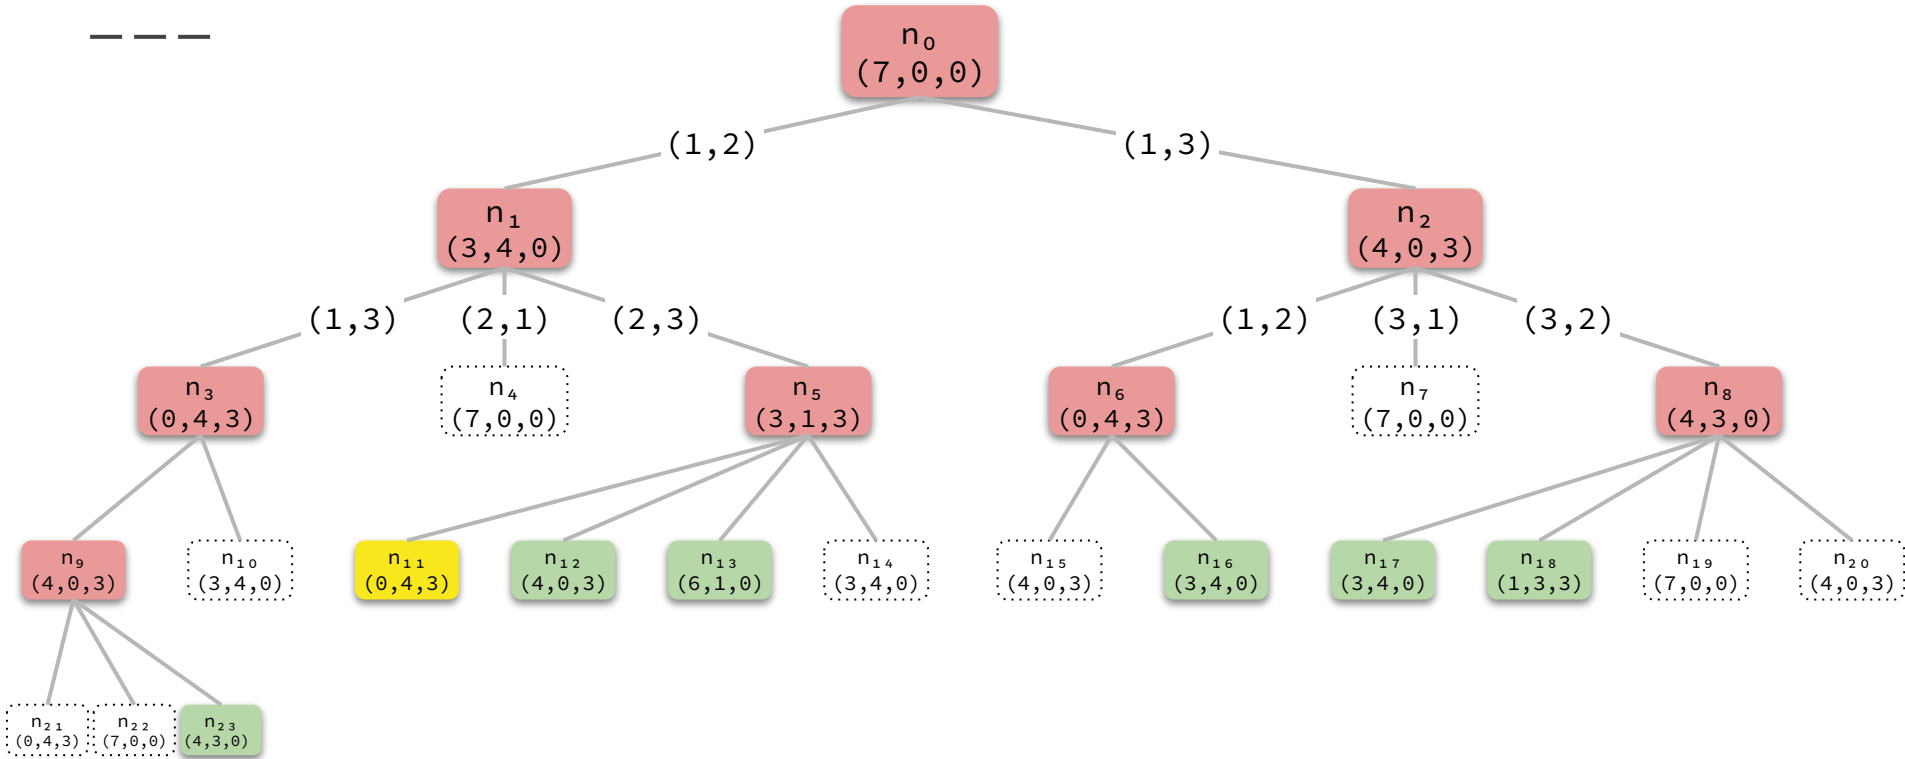 n₀
(7,0,0)
(1,2)
(1,3)
n₁
(3,4,0)
n₂
(4,0,3)
(1,3)
(2,1)
(2,3)
(1,2)
(3,1)
(3,2)
n₃
(0,4,3)
n₄
(7,0,0)
n₅
(3,1,3)
n₆
(0,4,3)
n₇
(7,0,0)
n₈
(4,3,0)
n₉
(4,0,3)
n₁₀
(3,4,0)
n₁₁
(0,4,3)
n₁₂
(4,0,3)
n₁₃
(6,1,0)
n₁₄
(3,4,0)
n₁₅
(4,0,3)
n₁₆
(3,4,0)
n₁₇
(3,4,0)
n₁₈
(1,3,3)
n₁₉
(7,0,0)
n₂₀
(4,0,3)
n₂₁
(0,4,3)
n₂₂
(7,0,0)
n₂₃
(4,3,0)